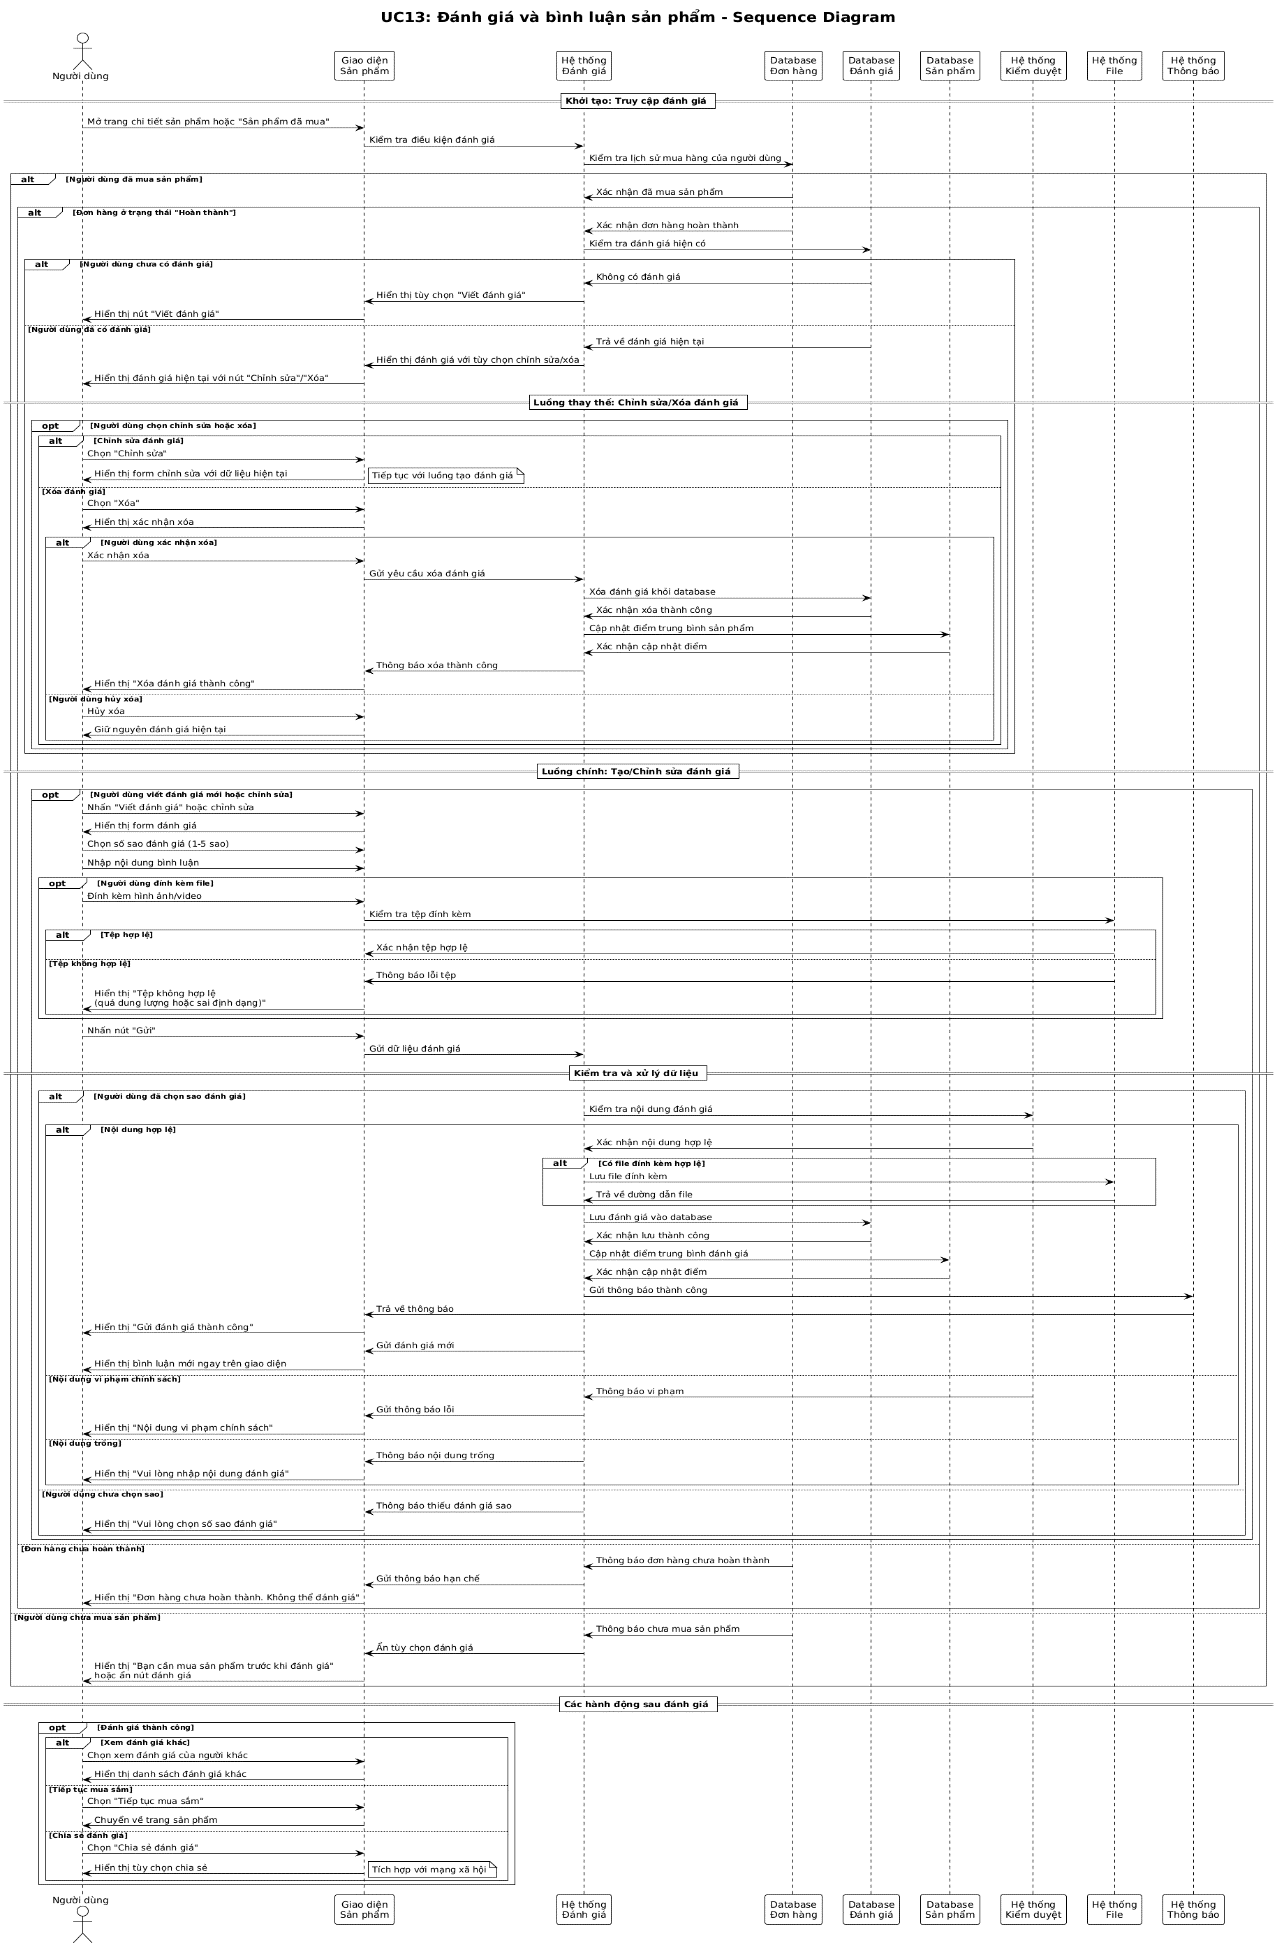 UC13: Đánh giá và bình luận sản phẩm - Sequence Diagram
Người dùng
Giao diện
Sản phẩm
Hệ thống
Đánh giá
Database
Đơn hàng
Database
Đánh giá
Database
Sản phẩm
Hệ thống
Kiểm duyệt
Hệ thống
File
Hệ thống
Thông báo
Khởi tạo: Truy cập đánh giá
Mở trang chi tiết sản phẩm hoặc "Sản phẩm đã mua"
Kiểm tra điều kiện đánh giá
Kiểm tra lịch sử mua hàng của người dùng
alt [Người dùng đã mua sản phẩm]
Xác nhận đã mua sản phẩm
alt [Đơn hàng ở trạng thái "Hoàn thành"]
Xác nhận đơn hàng hoàn thành
Kiểm tra đánh giá hiện có
alt [Người dùng chưa có đánh giá]
Không có đánh giá
Hiển thị tùy chọn "Viết đánh giá"
Hiển thị nút "Viết đánh giá"
[Người dùng đã có đánh giá]
Trả về đánh giá hiện tại
Hiển thị đánh giá với tùy chọn chỉnh sửa/xóa
Hiển thị đánh giá hiện tại với nút "Chỉnh sửa"/"Xóa"
Luồng thay thế: Chỉnh sửa/Xóa đánh giá
opt [Người dùng chọn chỉnh sửa hoặc xóa]
alt [Chỉnh sửa đánh giá]
Chọn "Chỉnh sửa"
Hiển thị form chỉnh sửa với dữ liệu hiện tại
Tiếp tục với luồng tạo đánh giá
[Xóa đánh giá]
Chọn "Xóa"
Hiển thị xác nhận xóa
alt [Người dùng xác nhận xóa]
Xác nhận xóa
Gửi yêu cầu xóa đánh giá
Xóa đánh giá khỏi database
Xác nhận xóa thành công
Cập nhật điểm trung bình sản phẩm
Xác nhận cập nhật điểm
Thông báo xóa thành công
Hiển thị "Xóa đánh giá thành công"
[Người dùng hủy xóa]
Hủy xóa
Giữ nguyên đánh giá hiện tại
Luồng chính: Tạo/Chỉnh sửa đánh giá
opt [Người dùng viết đánh giá mới hoặc chỉnh sửa]
Nhấn "Viết đánh giá" hoặc chỉnh sửa
Hiển thị form đánh giá
Chọn số sao đánh giá (1-5 sao)
Nhập nội dung bình luận
opt [Người dùng đính kèm file]
Đính kèm hình ảnh/video
Kiểm tra tệp đính kèm
alt [Tệp hợp lệ]
Xác nhận tệp hợp lệ
[Tệp không hợp lệ]
Thông báo lỗi tệp
Hiển thị "Tệp không hợp lệ
(quá dung lượng hoặc sai định dạng)"
Nhấn nút "Gửi"
Gửi dữ liệu đánh giá
Kiểm tra và xử lý dữ liệu
alt [Người dùng đã chọn sao đánh giá]
Kiểm tra nội dung đánh giá
alt [Nội dung hợp lệ]
Xác nhận nội dung hợp lệ
alt [Có file đính kèm hợp lệ]
Lưu file đính kèm
Trả về đường dẫn file
Lưu đánh giá vào database
Xác nhận lưu thành công
Cập nhật điểm trung bình đánh giá
Xác nhận cập nhật điểm
Gửi thông báo thành công
Trả về thông báo
Hiển thị "Gửi đánh giá thành công"
Gửi đánh giá mới
Hiển thị bình luận mới ngay trên giao diện
[Nội dung vi phạm chính sách]
Thông báo vi phạm
Gửi thông báo lỗi
Hiển thị "Nội dung vi phạm chính sách"
[Nội dung trống]
Thông báo nội dung trống
Hiển thị "Vui lòng nhập nội dung đánh giá"
[Người dùng chưa chọn sao]
Thông báo thiếu đánh giá sao
Hiển thị "Vui lòng chọn số sao đánh giá"
[Đơn hàng chưa hoàn thành]
Thông báo đơn hàng chưa hoàn thành
Gửi thông báo hạn chế
Hiển thị "Đơn hàng chưa hoàn thành. Không thể đánh giá"
[Người dùng chưa mua sản phẩm]
Thông báo chưa mua sản phẩm
Ẩn tùy chọn đánh giá
Hiển thị "Bạn cần mua sản phẩm trước khi đánh giá"
hoặc ẩn nút đánh giá
Các hành động sau đánh giá
opt [Đánh giá thành công]
alt [Xem đánh giá khác]
Chọn xem đánh giá của người khác
Hiển thị danh sách đánh giá khác
[Tiếp tục mua sắm]
Chọn "Tiếp tục mua sắm"
Chuyển về trang sản phẩm
[Chia sẻ đánh giá]
Chọn "Chia sẻ đánh giá"
Hiển thị tùy chọn chia sẻ
Tích hợp với mạng xã hội
Người dùng
Giao diện
Sản phẩm
Hệ thống
Đánh giá
Database
Đơn hàng
Database
Đánh giá
Database
Sản phẩm
Hệ thống
Kiểm duyệt
Hệ thống
File
Hệ thống
Thông báo